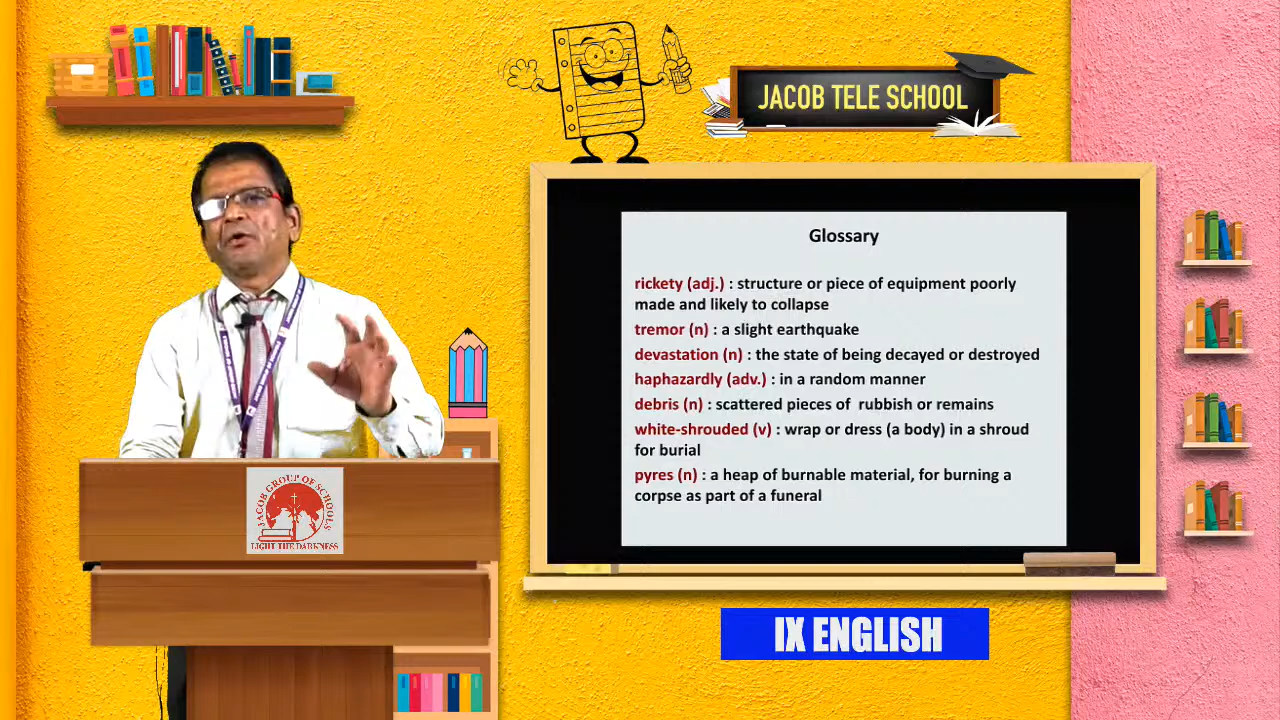 JACOB TELE SCHOOL
Glossary
rickety (adj.) : structure or piece of equipment poorly
made and likely to collapse
tremor (n) : a slight earthquake
devastation (n) : the state of being decayed or destroyed
haphazardly (adv.) : in a random manner
debris (n) : scattered pieces of rubbish or remains
white-shrouded (v) : wrap or dress (a body) in a shroud
for burial
pyres (n) : a heap of burnable material, for burning a
corpse as part of a funeral
JACOB GROUP OF SCHOOLS
LIGHT THE DARKNESS
IX ENGLISH